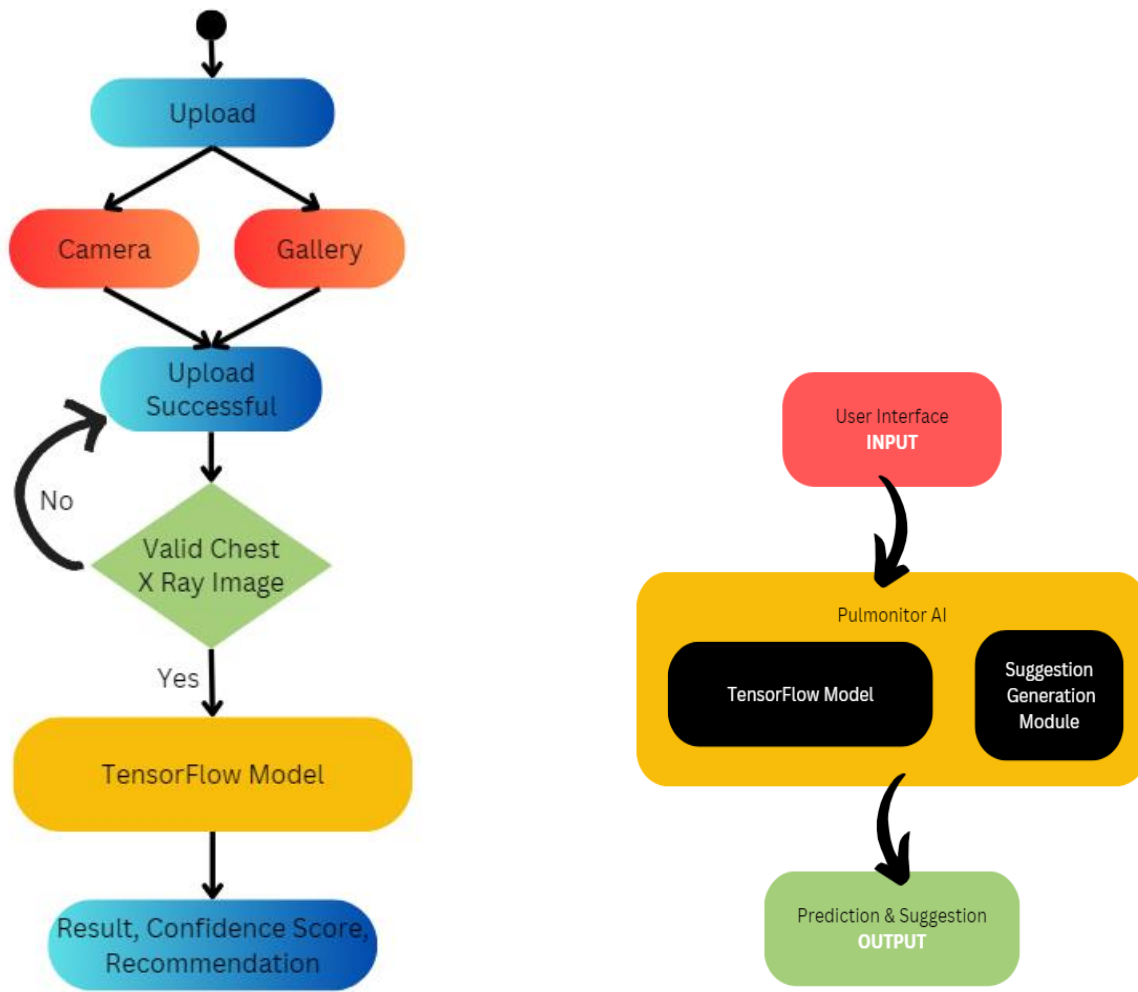 Upload
Camera
Gallery
Upload
Successful
No
Valid Chest
X Ray Image
Yes
TensorFlow Model
Result, Confidence Score,
Recommendation
User Interface
INPUT
Pulmonitor AI
TensorFlow Model
Suggestion
Generation
Module
Prediction & Suggestion
OUTPUT